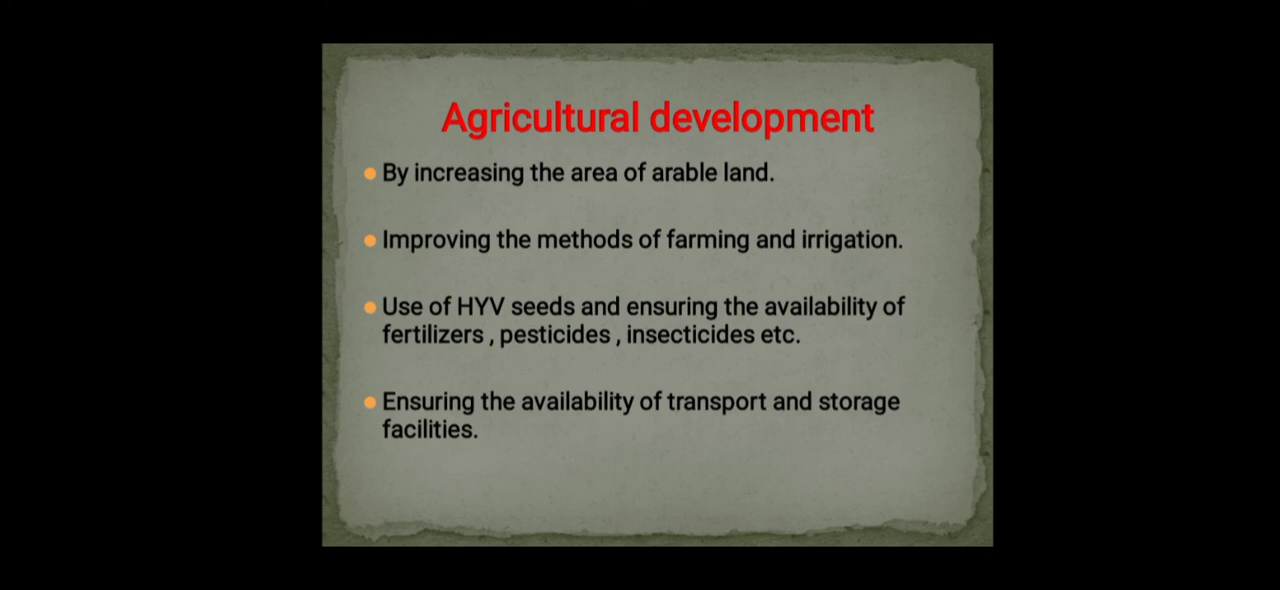 Agricultural development
By increasing the area of arable land.
Improving the methods of farming and irrigation.
Use of HYV seeds and ensuring the availability of
fertilizers , pesticides , insecticides etc.
Ensuring the availability of transport and storage
facilities.